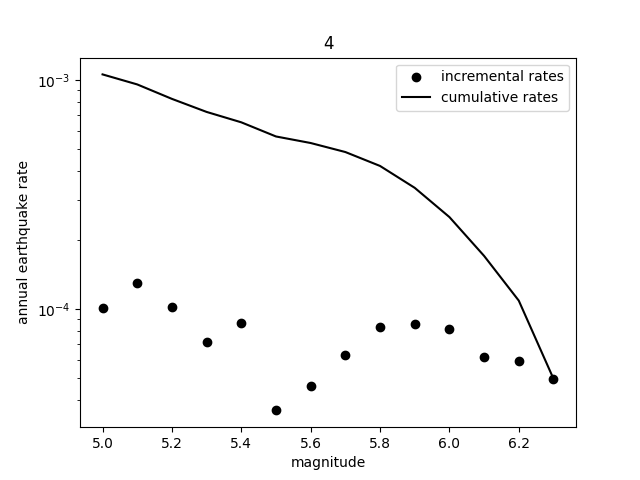 4
10⁻³
10⁻⁴
annual earthquake rate
incremental rates
cumulative rates
5.0 5.2 5.4 5.6 5.8 6.0 6.2
magnitude